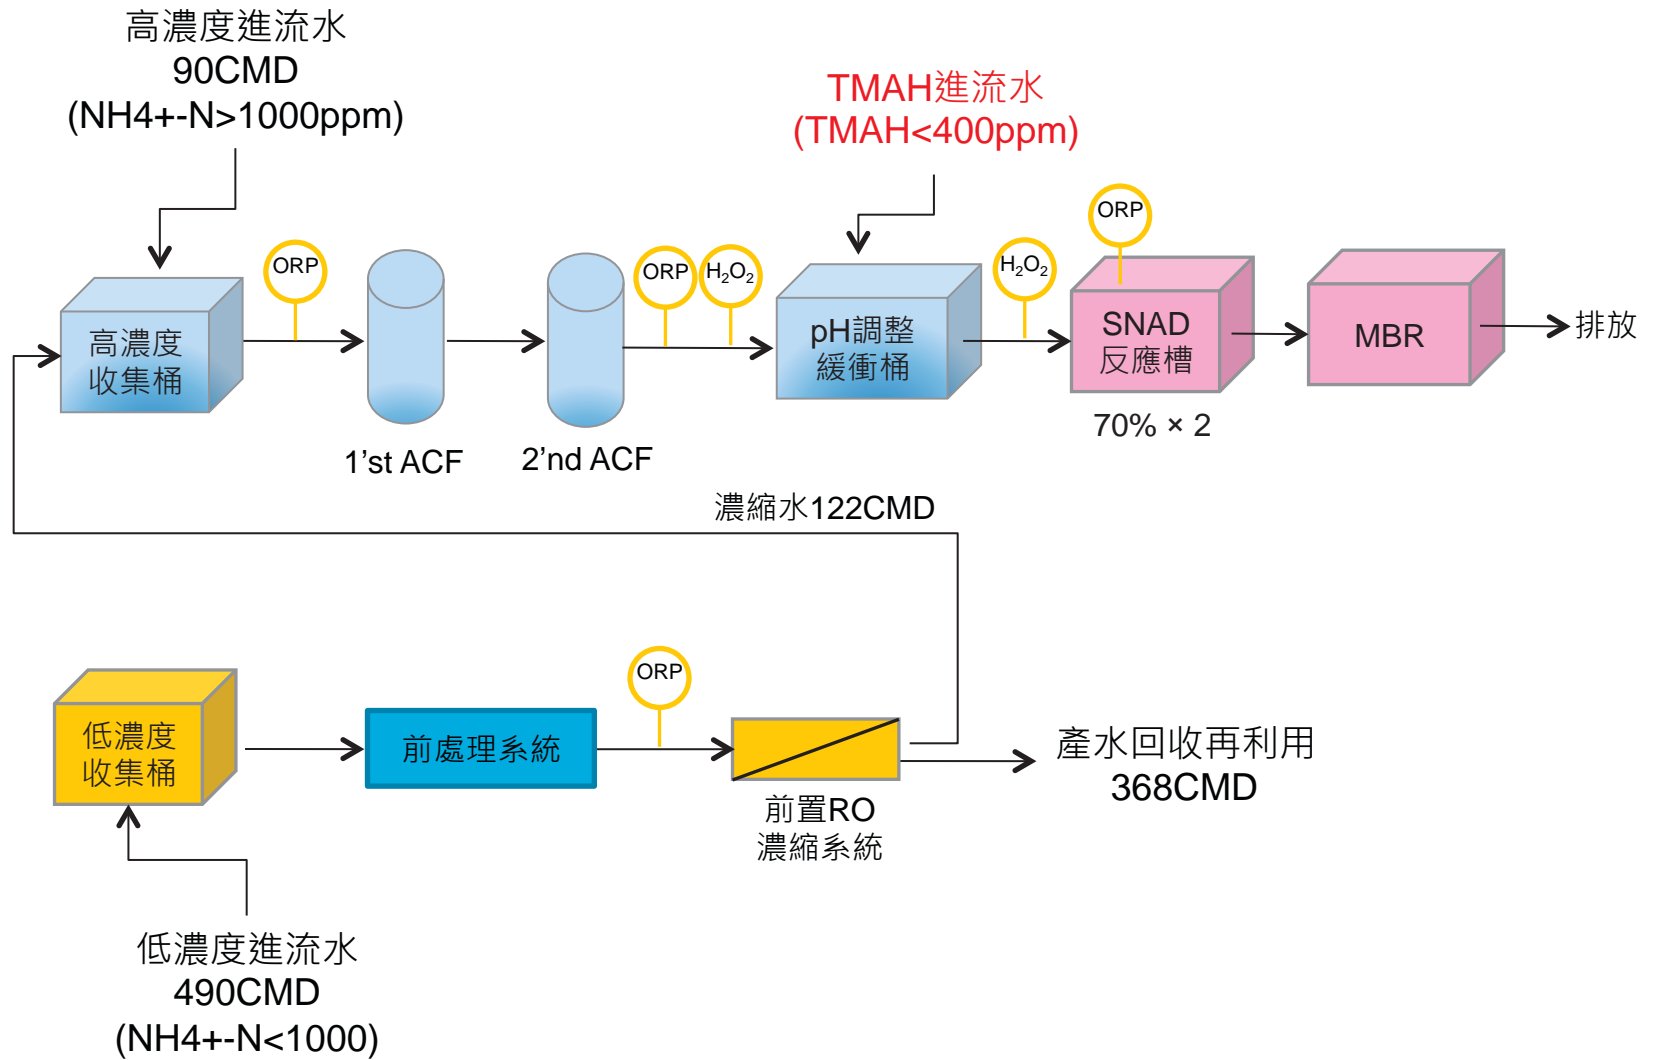 高濃度進流水
90CMD
(NH4+-N>1000ppm)
TMAH進流水
(TMAH<400ppm)
ORP
ORP
H₂O₂
H₂O₂
ORP
高濃度
收集桶
1’st ACF
2’nd ACF
pH調整
緩衝桶
SNAD
反應槽
70% × 2
MBR
排放
濃縮水122CMD
低濃度
收集桶
前處理系統
ORP
前置RO
濃縮系統
產水回收再利用
368CMD
低濃度進流水
490CMD
(NH4+-N<1000)